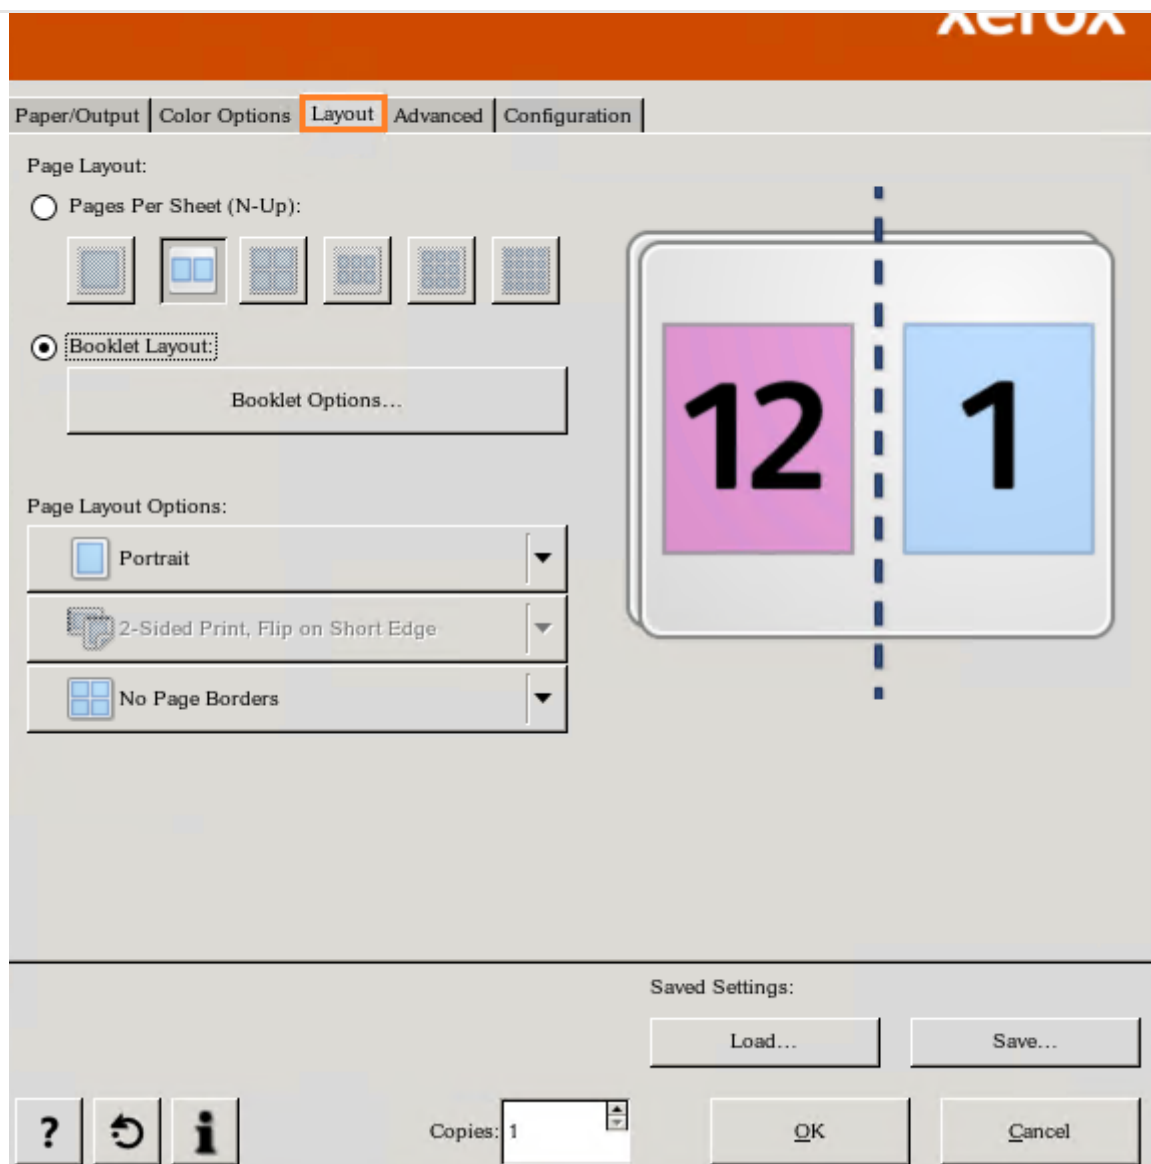 xerox
Paper/Output Color Options Layout Advanced Configuration
Page Layout:
Pages Per Sheet (N-Up):
Booklet Layout:
Booklet Options...
12 1
Page Layout Options:
Portrait
2-Sided Print, Flip on Short Edge
No Page Borders
Saved Settings:
Load... Save...
? i Copies: 1 OK Cancel